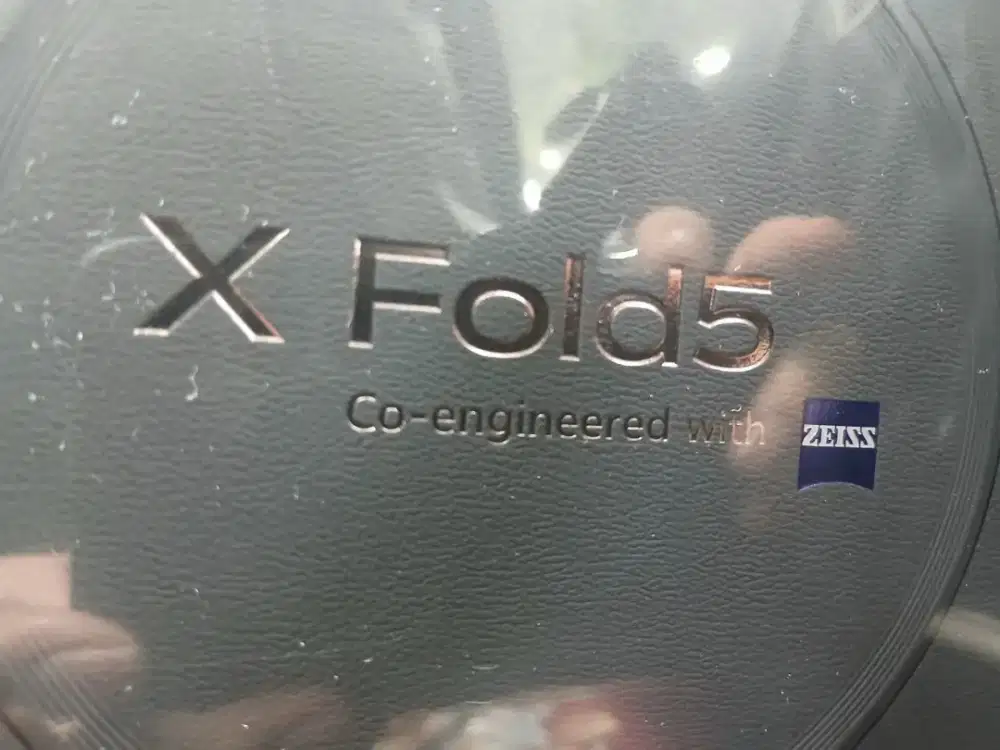 X Fold5
Co-engineered with
ZEISS